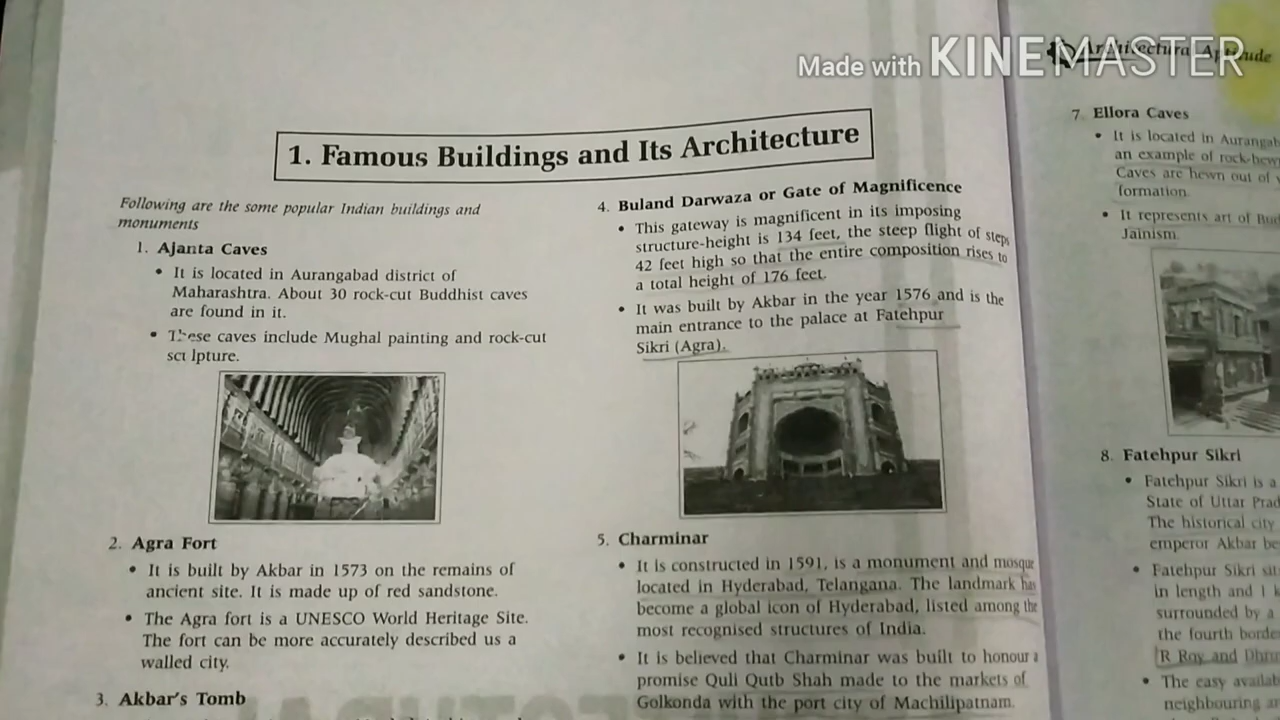 Made with KINEMASTER
Architectural Aptitude
1. Famous Buildings and Its Architecture
Following are the some popular Indian buildings and
monuments
1. Ajanta Caves
• It is located in Aurangabad district of
Maharashtra. About 30 rock-cut Buddhist caves
are found in it.
• These caves include Mughal painting and rock-cut
sculpture.
2. Agra Fort
• It is built by Akbar in 1573 on the remains of
ancient site. It is made up of red sandstone.
• The Agra fort is a UNESCO World Heritage Site.
The fort can be more accurately described us a
walled city.
3. Akbar's Tomb
4. Buland Darwaza or Gate of Magnificence
• This gateway is magnificent in its imposing
structure-height is 134 feet, the steep flight of steps
42 feet high so that the entire composition rises to
a total height of 176 feet.
• It was built by Akbar in the year 1576 and is the
main entrance to the palace at Fatehpur
Sikri (Agra).
5. Charminar
• It is constructed in 1591, is a monument and mosque
located in Hyderabad, Telangana. The landmark has
become a global icon of Hyderabad, listed among the
most recognised structures of India.
• It is believed that Charminar was built to honour a
promise Quli Qutb Shah made to the markets of
Golkonda with the port city of Machilipatnam.
7. Ellora Caves
• It is located in
an example of
Caves are hewn out of
formation.
• It represents art of
Jainism.
8. Fatehpur Sikri
• Fatehpur Sikri is a
State of Uttar
The historical city
emperor Akbar
• Fatehpur Sikri
in length and 1
surrounded by a
the fourth
R Roy and
• The easy
neighbouring